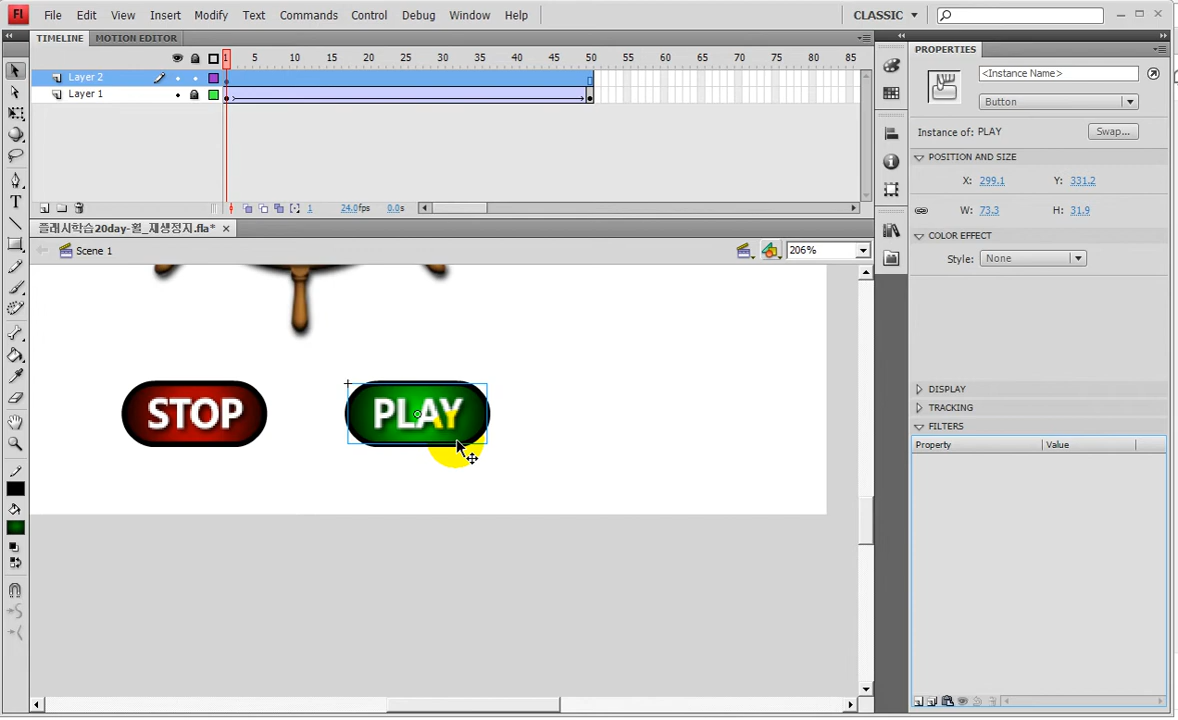 Fl File Edit View Insert Modify Text Commands Control Debug Window Help CLASSIC
TIMELINE MOTION EDITOR
1 5 10 15 20 25 30 35 40 45 50 55 60 65 70 75 80 85
Layer 2
Layer 1
1 24.0fps 0.0s
플래시학습20day-휠_재생정지.fla*
Scene 1 206%
STOP PLAY
PROPERTIES
<Instance Name>
Button
Instance of: PLAY Swap...
POSITION AND SIZE
X: 299.1 Y: 331.2
W: 73.3 H: 31.9
COLOR EFFECT
Style: None
DISPLAY
TRACKING
FILTERS
Property Value